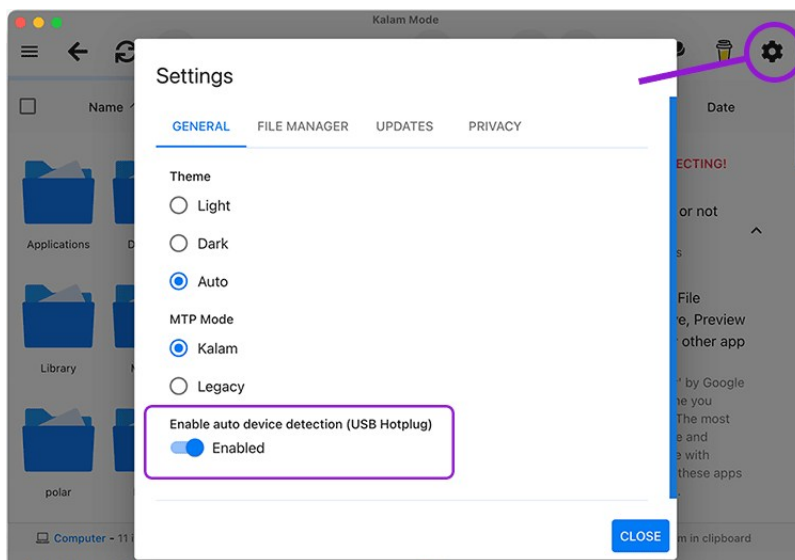 Kalam Mode
Settings
Name
Date
GENERAL FILE MANAGER UPDATES PRIVACY
ECTING!
Theme
Light
or not
Applications
D
Dark
s
Auto
File
MTP Mode
e, Preview
Kalam
other app
Library
Legacy
' by Google
ne you
Enable auto device detection (USB Hotplug)
The most
e and
Enabled
e with
these apps
polar
Computer - 11 i
CLOSE
m in clipboard